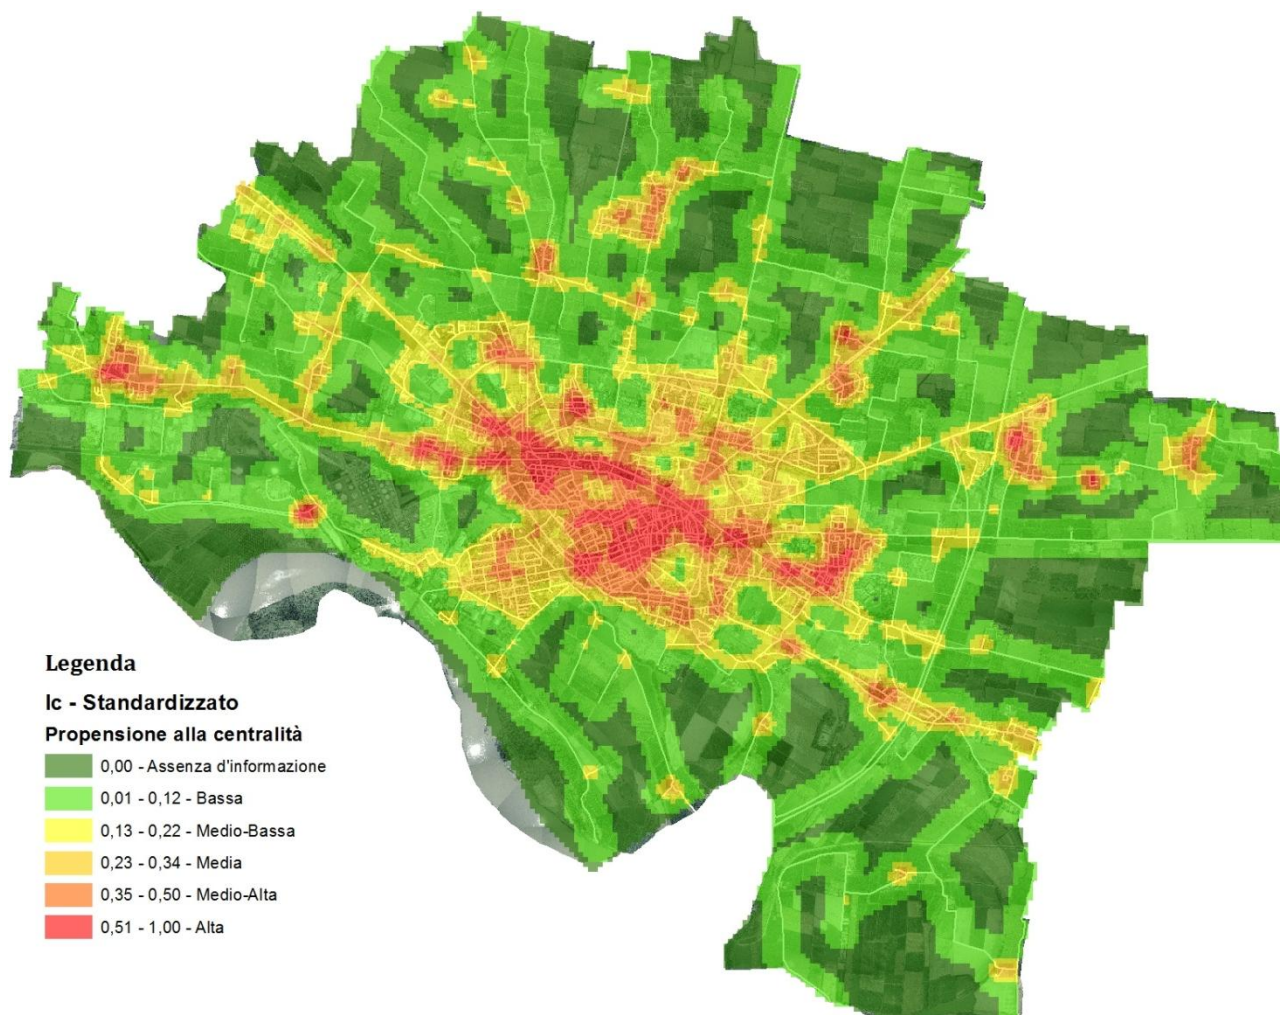 Legenda
Ic - Standardizzato
Propensione alla centralità
0,00 - Assenza d'informazione
0,01 - 0,12 - Bassa
0,13 - 0,22 - Medio-Bassa
0,23 - 0,34 - Media
0,35 - 0,50 - Medio-Alta
0,51 - 1,00 - Alta